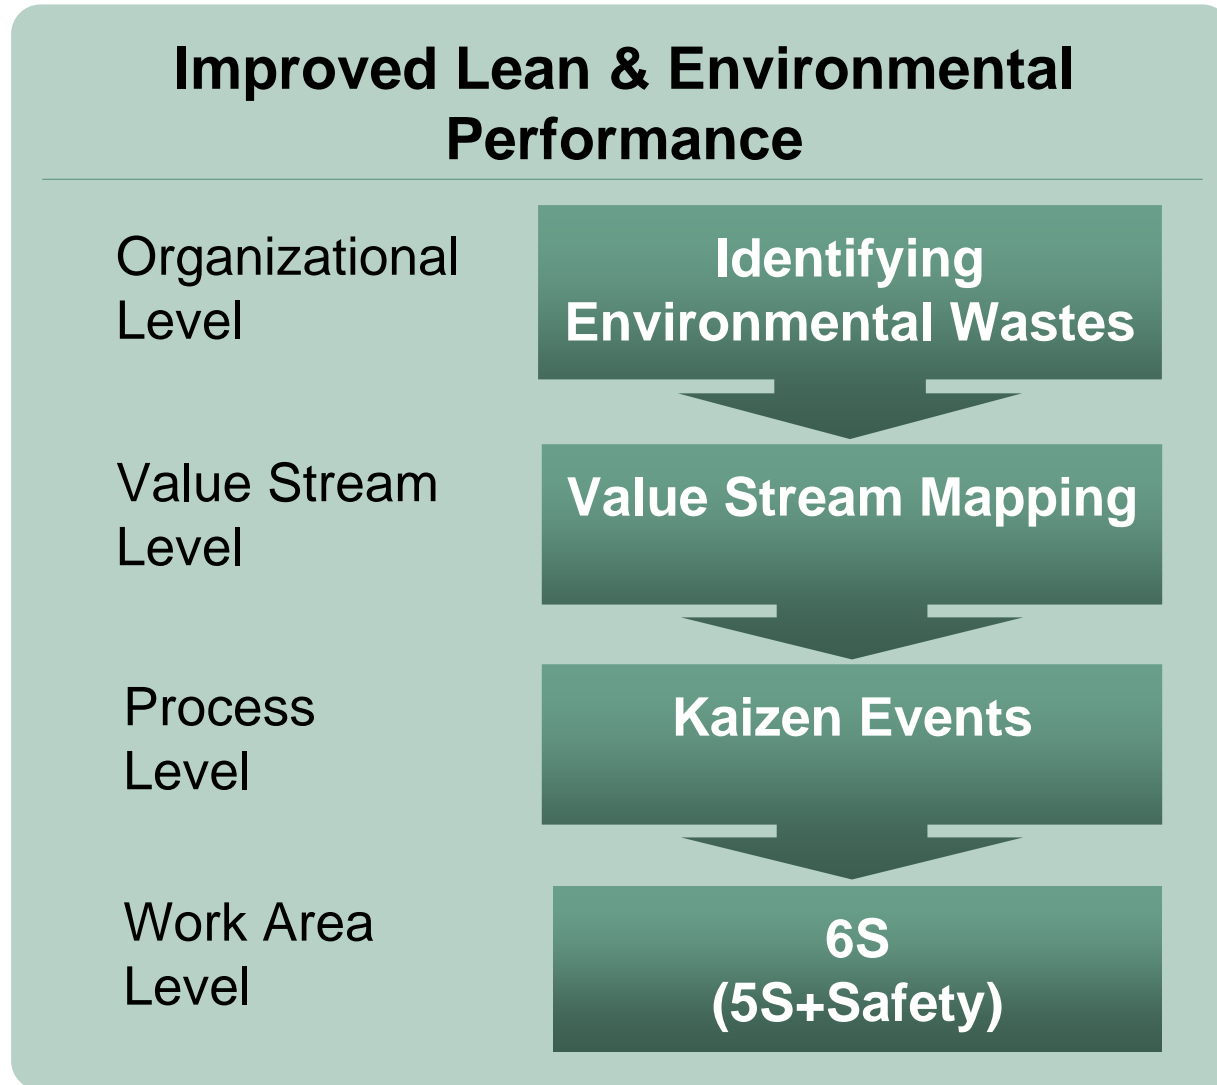 Improved Lean & Environmental
Performance
Organizational
Level
Identifying
Environmental Wastes
Value Stream
Level
Value Stream Mapping
Process
Level
Kaizen Events
Work Area
Level
6S
(5S+Safety)